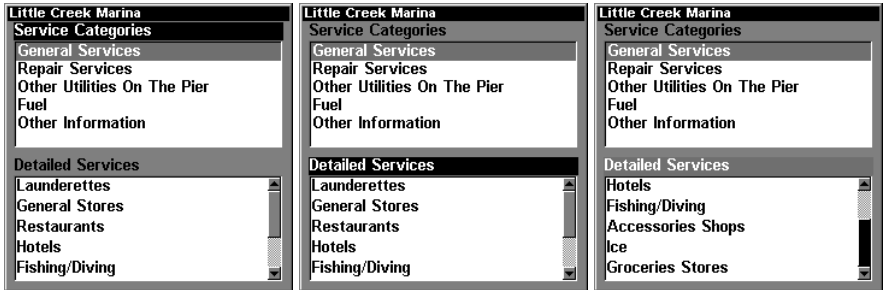 Little Creek Marina
Service Categories
General Services
Repair Services
Other Utilities On The Pier
Fuel
Other Information
Detailed Services
Launderettes
General Stores
Restaurants
Hotels
Fishing/Diving
Little Creek Marina
Service Categories
General Services
Repair Services
Other Utilities On The Pier
Fuel
Other Information
Detailed Services
Launderettes
General Stores
Restaurants
Hotels
Fishing/Diving
Little Creek Marina
Service Categories
General Services
Repair Services
Other Utilities On The Pier
Fuel
Other Information
Detailed Services
Hotels
Fishing/Diving
Accessories Shops
Ice
Groceries Stores